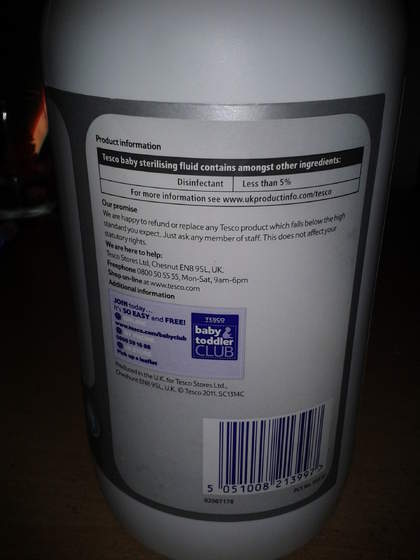 Product information
Tesco baby sterilising fluid contains amongst other ingredients:
Disinfectant Less than 5%
For more information see www.ukproductinfo.com/tesco
Our promise
We are happy to refund or replace any Tesco product which falls below the high
standard you expect. Just ask any member of staff. This does not affect your
statutory rights.
We are here to help:
Tesco Stores Ltd, Chesnut EN8 9SL, UK.
Freephone 0800 50 55 55, Mon-Sat, 9am-6pm
Shop on-line at www.tesco.com
Additional information
JOIN today...
It's SO EASY and FREE!
www.tesco.com/babyclub
Pick up a leaflet
TESCO
baby &
toddler
CLUB
Produced in the U.K. for Tesco Stores Ltd.,
Cheshunt EN8 9SL, U.K. © Tesco 2011. SC1314C
5 051008 213997